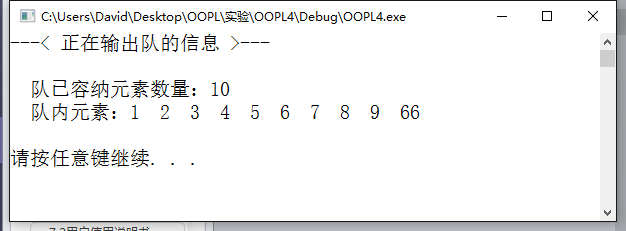 C:\Users\David\Desktop\OOPL\实验\OOPL4\Debug\OOPL4.exe
---< 正在输出队的信息 >---
队已容纳元素数量：10
队内元素：1 2 3 4 5 6 7 8 9 66
请按任意键继续. . .